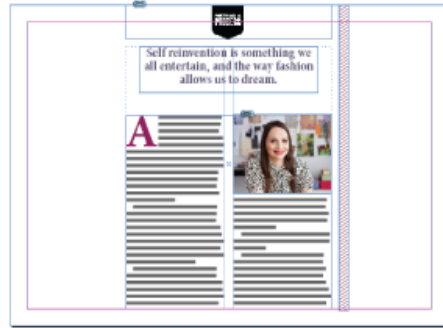 Self reinvention is something we
all entertain, and the way fashion
allows us to dream.
A